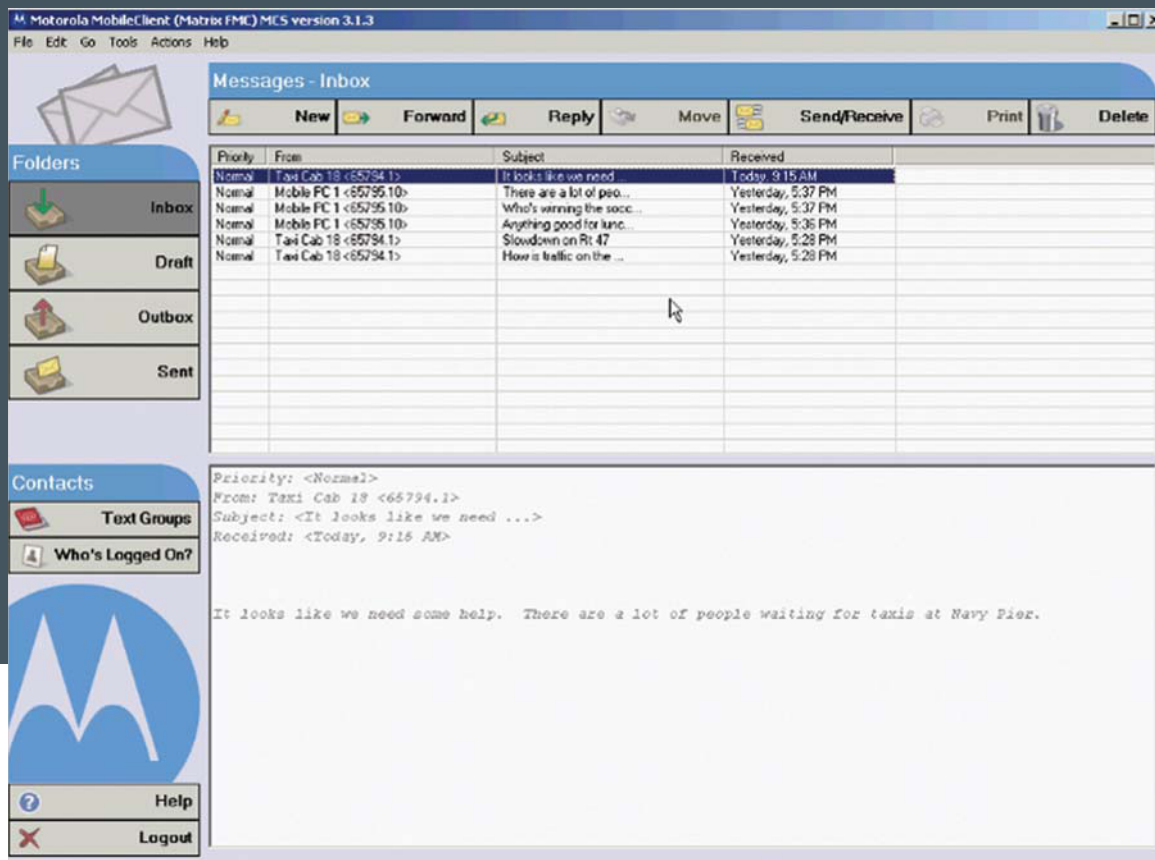 Motorola MobileClient (Matrix FMC) MCS version 3.1.3
File Edit Go Tools Actions Help
Messages - Inbox
New Forward Reply Move Send/Receive Print Delete
Folders
Inbox
Draft
Outbox
Sent
Priority From Subject Received
Normal Taxi Cab 18 <65794.1> It looks like we need ... Today, 9:15 AM
Normal Mobile PC 1 <65795.10> There are a lot of peo... Yesterday, 5:37 PM
Normal Mobile PC 1 <65795.10> Who's winning the socc... Yesterday, 5:37 PM
Normal Mobile PC 1 <65795.10> Anything good for lunc... Yesterday, 5:36 PM
Normal Taxi Cab 18 <65794.1> Slowdown on Rt 47 Yesterday, 5:28 PM
Normal Taxi Cab 18 <65794.1> How is traffic on the ... Yesterday, 5:28 PM
Contacts
Text Groups
Who's Logged On?
Help
Logout
Priority: <Normal>
From: Taxi Cab 18 <65794.1>
Subject: <It looks like we need ...>
Received: <Today, 9:15 AM>
It looks like we need some help. There are a lot of people waiting for taxis at Navy Pier.